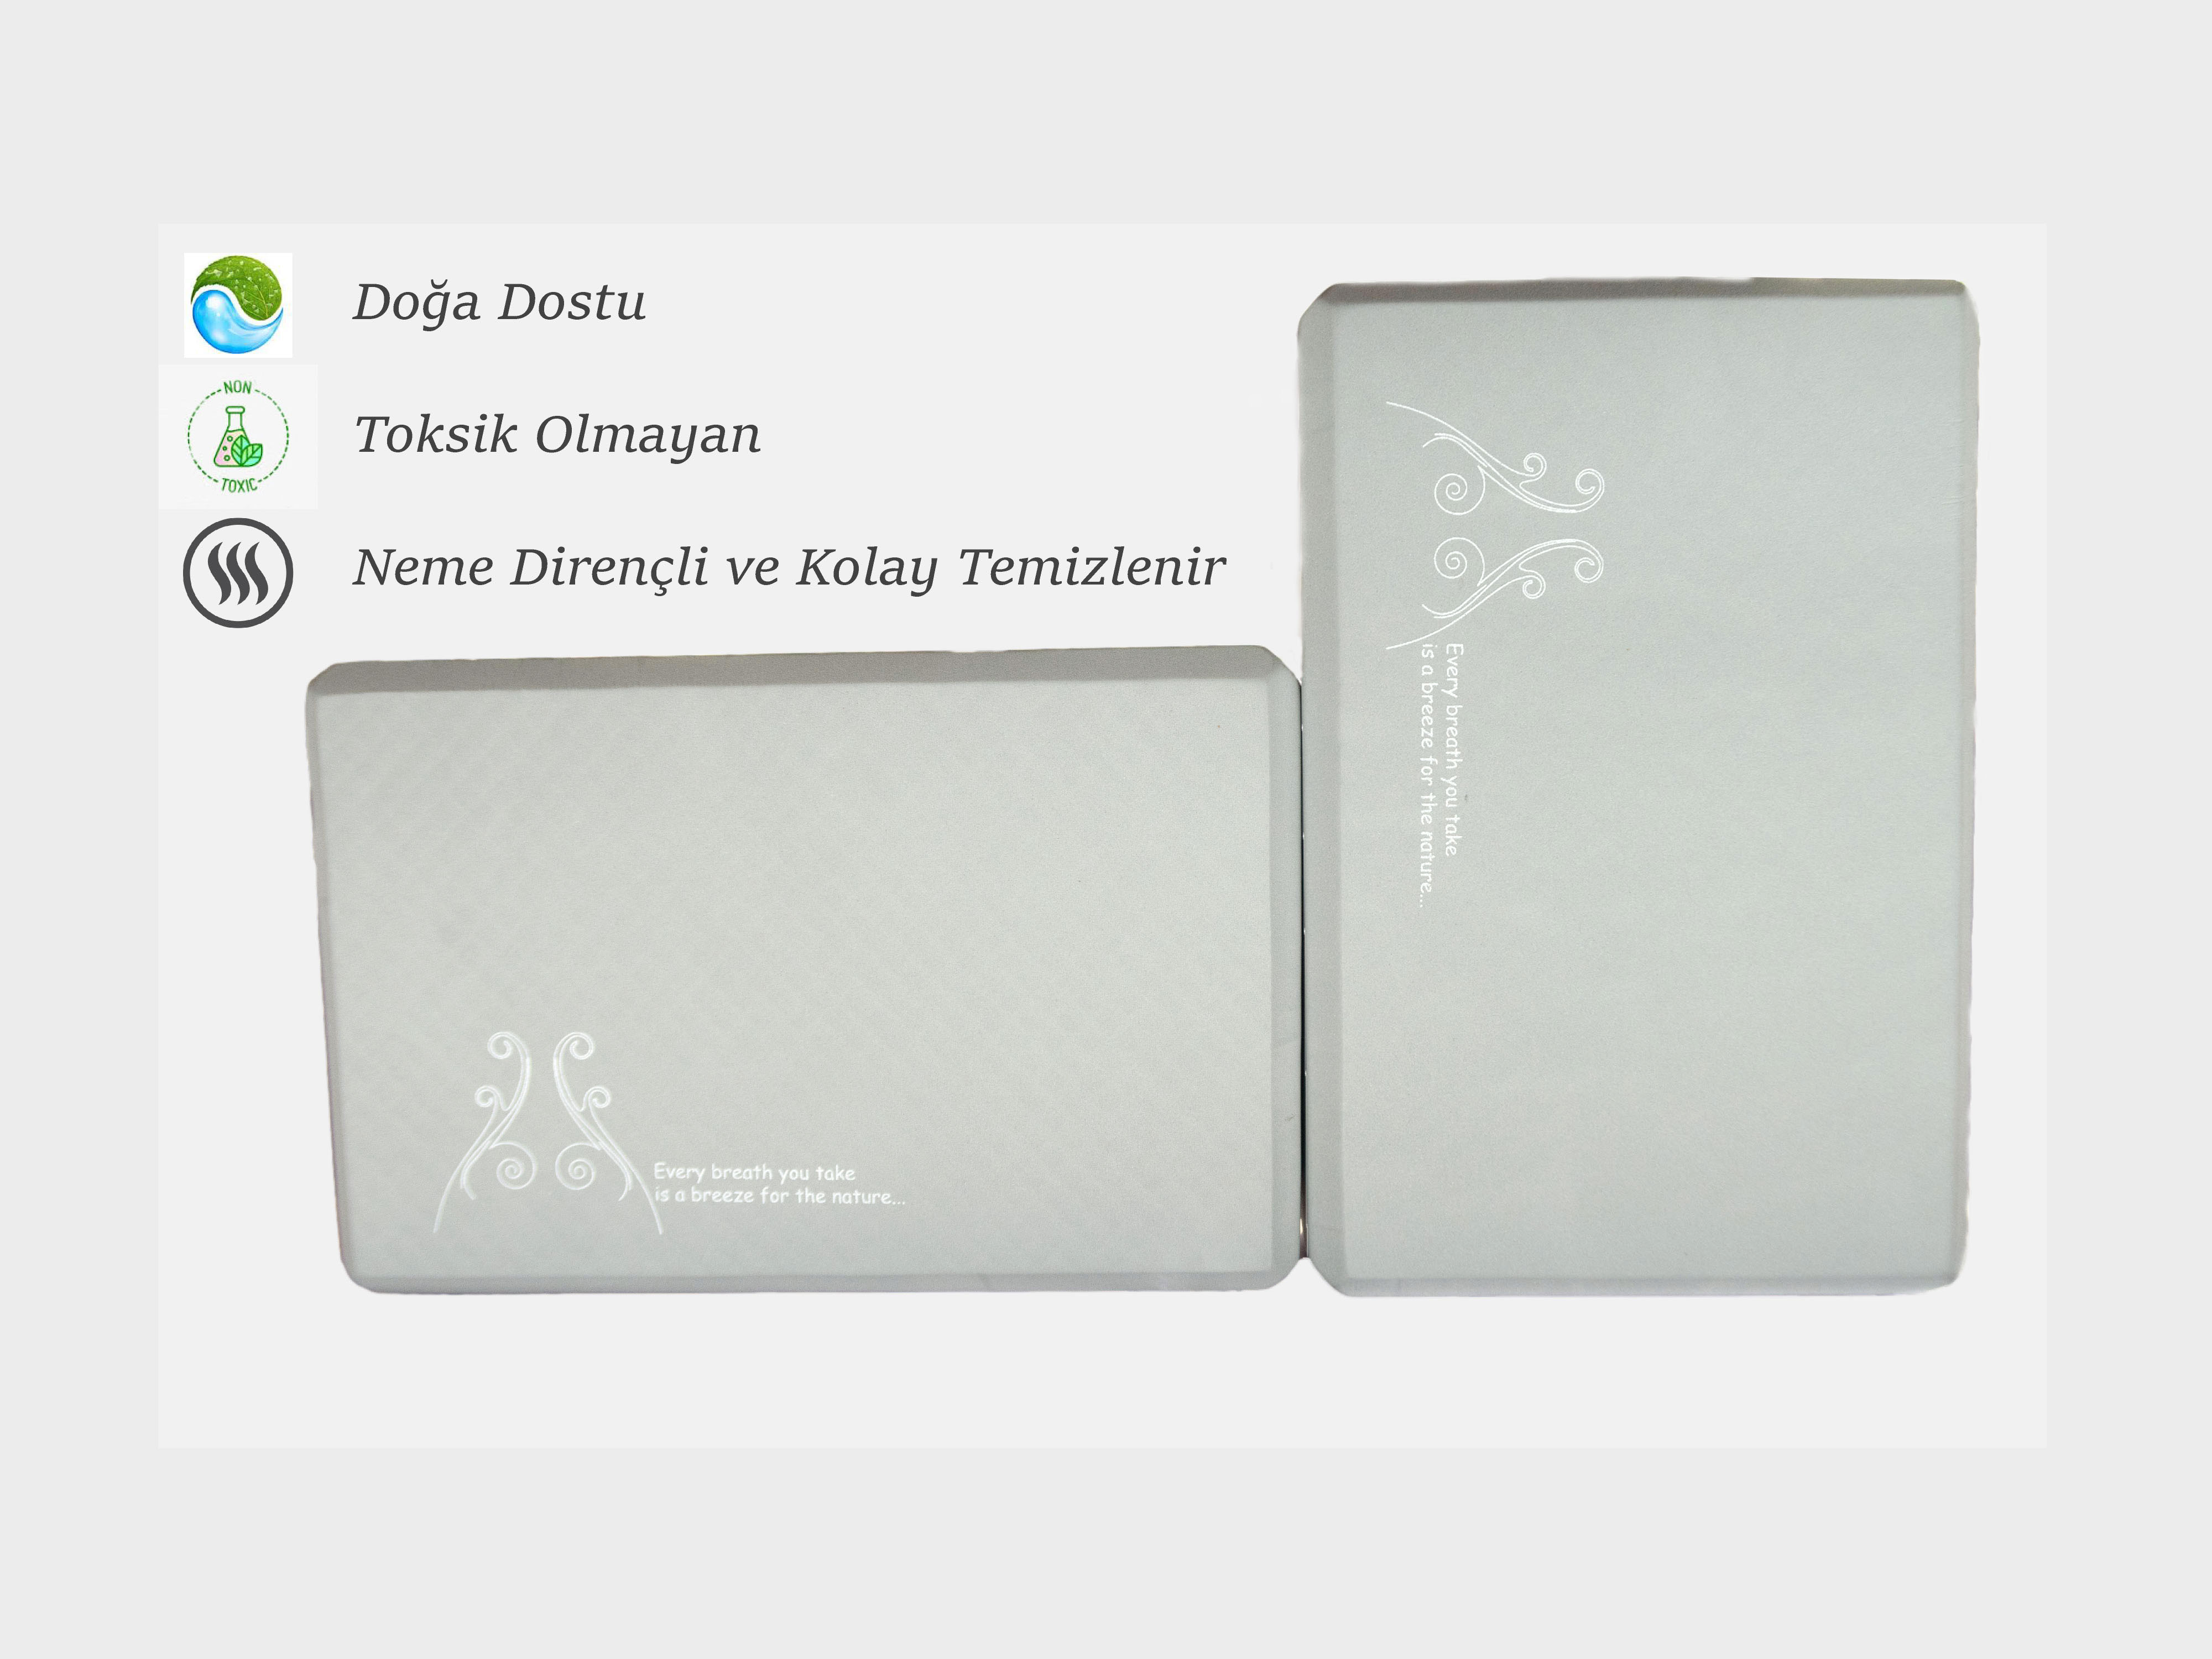 Doğa Dostu
NON
TOXIC
Toksik Olmayan
Neme Dirençli ve Kolay Temizlenir
Every breath you take
is a breeze for the nature...
Every breath you take
is a breeze for the nature...